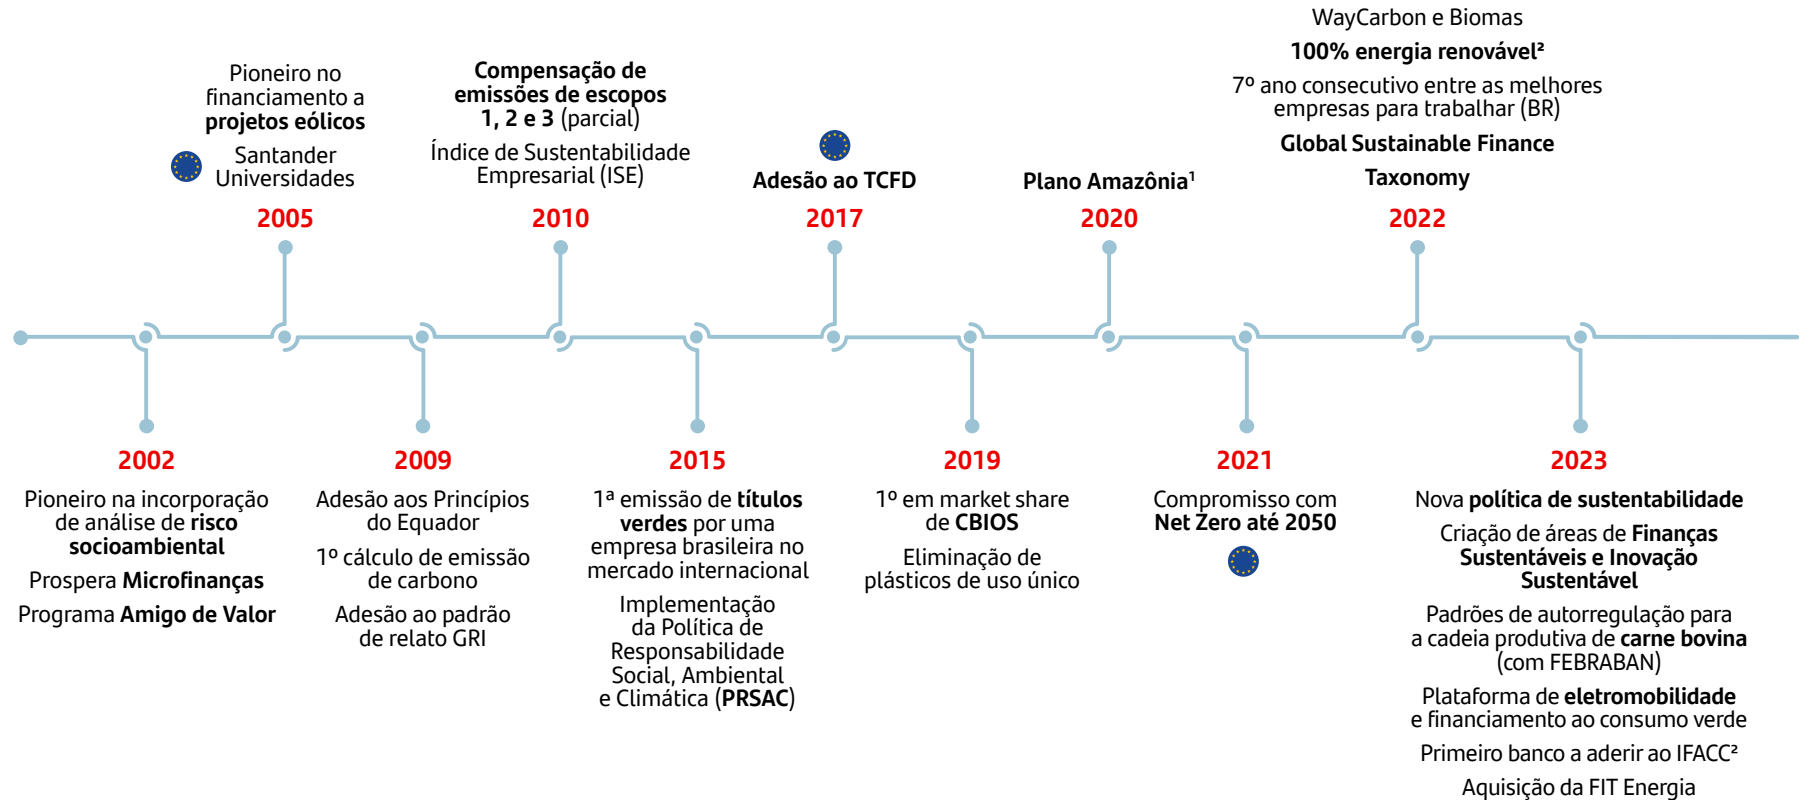 Pioneiro no
financiamento a
projetos eólicos
Santander
Universidades
2005
Compensação de
emissões de escopos
1, 2 e 3 (parcial)
Índice de Sustentabilidade
Empresarial (ISE)
2010
Adesão ao TCFD
2017
Plano Amazônia¹
2020
WayCarbon e Biomas
100% energia renovável²
7º ano consecutivo entre as melhores
empresas para trabalhar (BR)
Global Sustainable Finance
Taxonomy
2022
2002
Pioneiro na incorporação
de análise de risco
socioambiental
Prospera Microfinanças
Programa Amigo de Valor
2009
Adesão aos Princípios
do Equador
1º cálculo de emissão
de carbono
Adesão ao padrão
de relato GRI
2015
1ª emissão de títulos
verdes por uma
empresa brasileira no
mercado internacional
Implementação
da Política de
Responsabilidade
Social, Ambiental
e Climática (PRSAC)
2019
1º em market share
de CBIOS
Eliminação de
plásticos de uso único
2021
Compromisso com
Net Zero até 2050
2023
Nova política de sustentabilidade
Criação de áreas de Finanças
Sustentáveis e Inovação
Sustentável
Padrões de autorregulação para
a cadeia produtiva de carne bovina
(com FEBRABAN)
Plataforma de eletromobilidade
e financiamento ao consumo verde
Primeiro banco a aderir ao IFACC²
Aquisição da FIT Energia